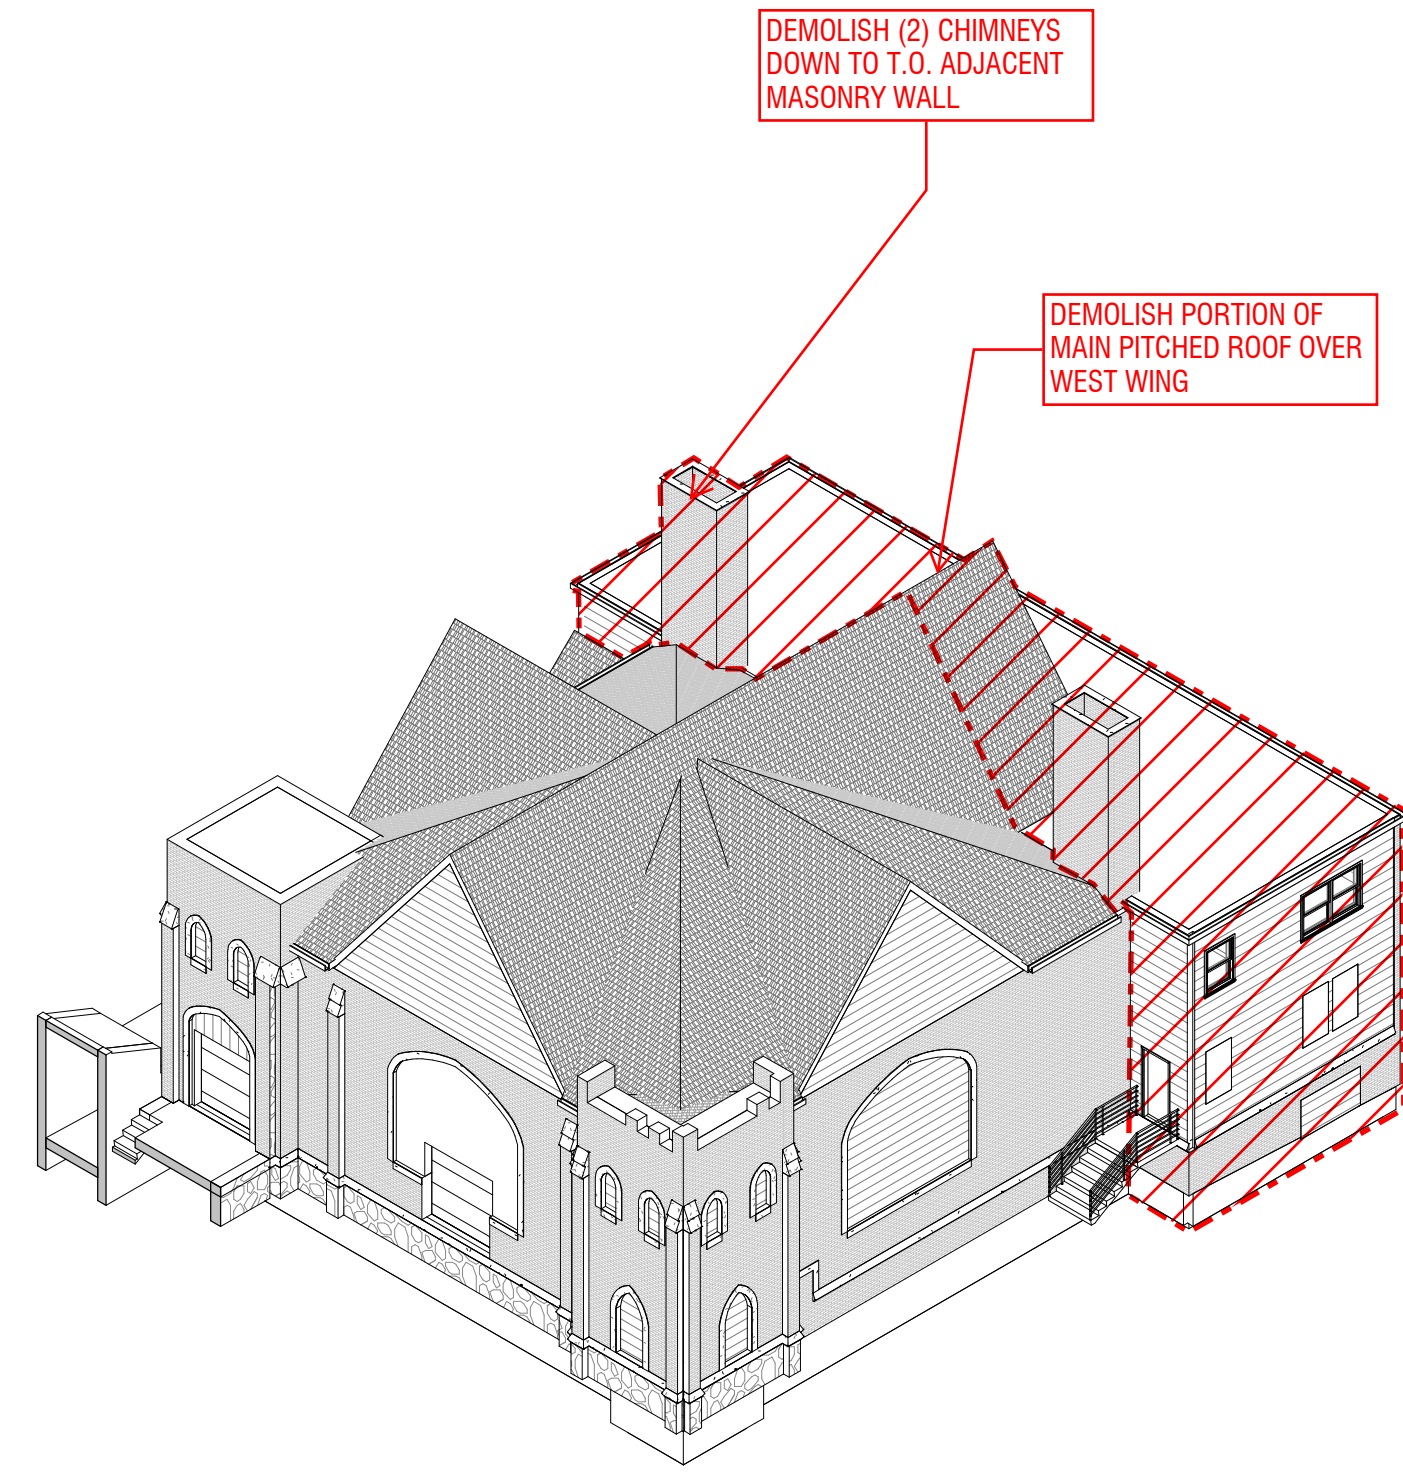 DEMOLISH (2) CHIMNEYS
DOWN TO T.O. ADJACENT
MASONRY WALL
DEMOLISH PORTION OF
MAIN PITCHED ROOF OVER
WEST WING